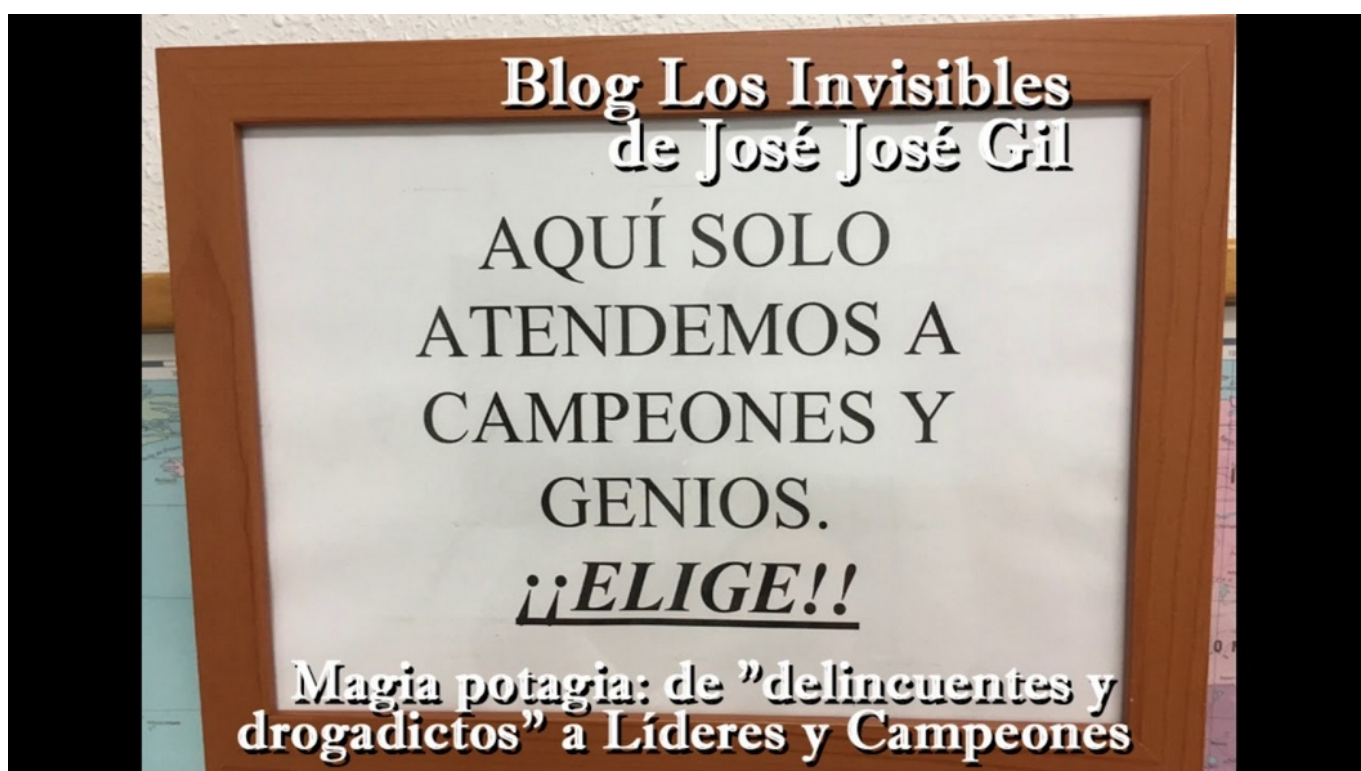 Blog Los Invisibles
de José José Gil
AQUÍ SOLO
ATENDEMOS A
CAMPEONES Y
GENIOS.
¡¡ELIGE!!
Magia potagia: de ”delincuentes y
drogadictos” a Líderes y Campeones